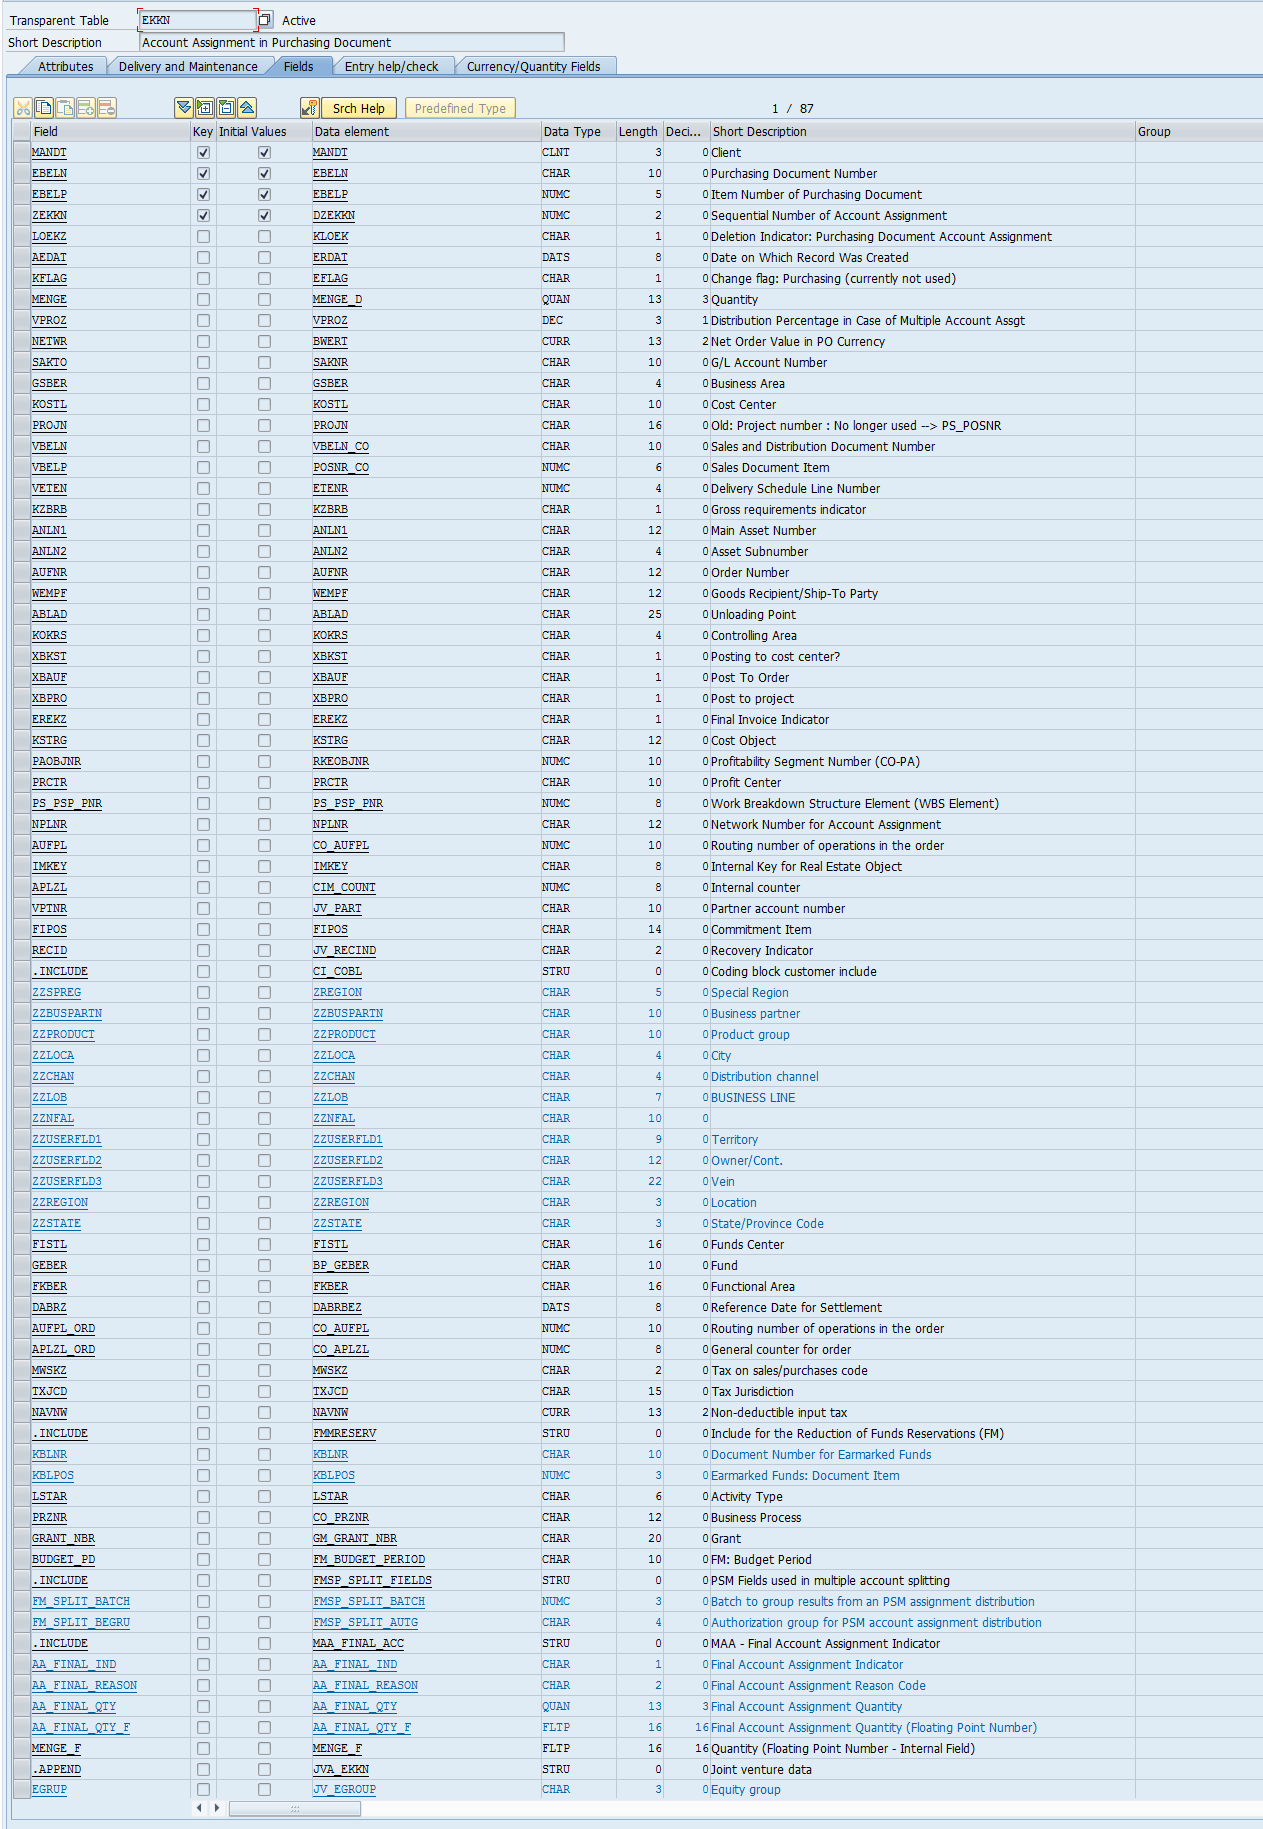 Transparent Table EKKN Active
Short Description Account Assignment in Purchasing Document
Attributes Delivery and Maintenance Fields Entry help/check Currency/Quantity Fields
Srch Help Predefined Type 1 / 87
Field Key Initial Values Data element Data Type Length Deci... Short Description Group
MANDT MANDT CLNT 3 0 Client
EBELN EBELN CHAR 10 0 Purchasing Document Number
EBELP EBELP NUMC 5 0 Item Number of Purchasing Document
ZEKKN DZEKKN NUMC 2 0 Sequential Number of Account Assignment
LOEKZ KLOEK CHAR 1 0 Deletion Indicator: Purchasing Document Account Assignment
AEDAT ERDAT DATS 8 0 Date on Which Record Was Created
KFLAG EFLAG CHAR 1 0 Change flag: Purchasing (currently not used)
MENGE MENGE_D QUAN 13 3 Quantity
VPROZ VPROZ DEC 3 1 Distribution Percentage in Case of Multiple Account Assgt
NETWR BWERT CURR 13 2 Net Order Value in PO Currency
SAKTO SAKNR CHAR 10 0 G/L Account Number
GSBER GSBER CHAR 4 0 Business Area
KOSTL KOSTL CHAR 10 0 Cost Center
PROJN PROJN CHAR 16 0 Old: Project number : No longer used --> PS_POSNR
VBELN VBELN_CO CHAR 10 0 Sales and Distribution Document Number
VBELP POSNR_CO NUMC 6 0 Sales Document Item
VETEN ETENR NUMC 4 0 Delivery Schedule Line Number
KZBRB KZBRB CHAR 1 0 Gross requirements indicator
ANLN1 ANLN1 CHAR 12 0 Main Asset Number
ANLN2 ANLN2 CHAR 4 0 Asset Subnumber
AUFNR AUFNR CHAR 12 0 Order Number
WEMPF WEMPF CHAR 12 0 Goods Recipient/Ship-To Party
ABLAD ABLAD CHAR 25 0 Unloading Point
KOKRS KOKRS CHAR 4 0 Controlling Area
XBKST XBKST CHAR 1 0 Posting to cost center?
XBAUF XBAUF CHAR 1 0 Post To Order
XBPRO XBPRO CHAR 1 0 Post to project
EREKZ EREKZ CHAR 1 0 Final Invoice Indicator
KSTRG KSTRG CHAR 12 0 Cost Object
PAOBJNR RKEOBJNR NUMC 10 0 Profitability Segment Number (CO-PA)
PRCTR PRCTR CHAR 10 0 Profit Center
PS_PSP_PNR PS_PSP_PNR NUMC 8 0 Work Breakdown Structure Element (WBS Element)
NPLNR NPLNR CHAR 12 0 Network Number for Account Assignment
AUFPL CO_AUFPL NUMC 10 0 Routing number of operations in the order
IMKEY IMKEY CHAR 8 0 Internal Key for Real Estate Object
APLZL CIM_COUNT NUMC 8 0 Internal counter
VPTNR JV_PART CHAR 10 0 Partner account number
FIPOS FIPOS CHAR 14 0 Commitment Item
RECID JV_RECIND CHAR 2 0 Recovery Indicator
.INCLUDE CI_COBL STRU 0 0 Coding block customer include
ZZSPREG ZREGION CHAR 5 0 Special Region
ZZBUSPARTN ZZBUSPARTN CHAR 10 0 Business partner
ZZPRODUCT ZZPRODUCT CHAR 10 0 Product group
ZZLOCA ZZLOCA CHAR 4 0 City
ZZCHAN ZZCHAN CHAR 4 0 Distribution channel
ZZLOB ZZLOB CHAR 7 0 BUSINESS LINE
ZZNFAL ZZNFAL CHAR 10 0
ZZUSERFLD1 ZZUSERFLD1 CHAR 9 0 Territory
ZZUSERFLD2 ZZUSERFLD2 CHAR 12 0 Owner/Cont.
ZZUSERFLD3 ZZUSERFLD3 CHAR 22 0 Vein
ZZREGION ZZREGION CHAR 3 0 Location
ZZSTATE ZZSTATE CHAR 3 0 State/Province Code
FISTL FISTL CHAR 16 0 Funds Center
GEBER BP_GEBER CHAR 10 0 Fund
FKBER FKBER CHAR 16 0 Functional Area
DABRZ DABRBEZ DATS 8 0 Reference Date for Settlement
AUFPL_ORD CO_AUFPL NUMC 10 0 Routing number of operations in the order
APLZL_ORD CO_APLZL NUMC 8 0 General counter for order
MWSKZ MWSKZ CHAR 2 0 Tax on sales/purchases code
TXJCD TXJCD CHAR 15 0 Tax Jurisdiction
NAVNW NAVNW CURR 13 2 Non-deductible input tax
.INCLUDE FMMRESERV STRU 0 0 Include for the Reduction of Funds Reservations (FM)
KBLNR KBLNR CHAR 10 0 Document Number for Earmarked Funds
KBLPOS KBLPOS NUMC 3 0 Earmarked Funds: Document Item
LSTAR LSTAR CHAR 6 0 Activity Type
PRZNR CO_PRZNR CHAR 12 0 Business Process
GRANT_NBR GM_GRANT_NBR CHAR 20 0 Grant
BUDGET_PD FM_BUDGET_PERIOD CHAR 10 0 FM: Budget Period
.INCLUDE FMSP_SPLIT_FIELDS STRU 0 0 PSM Fields used in multiple account splitting
FM_SPLIT_BATCH FMSP_SPLIT_BATCH NUMC 3 0 Batch to group results from an PSM assignment distribution
FM_SPLIT_BEGRU FMSP_SPLIT_AUTG CHAR 4 0 Authorization group for PSM account assignment distribution
.INCLUDE MAA_FINAL_ACC STRU 0 0 MAA - Final Account Assignment Indicator
AA_FINAL_IND AA_FINAL_IND CHAR 1 0 Final Account Assignment Indicator
AA_FINAL_REASON AA_FINAL_REASON CHAR 2 0 Final Account Assignment Reason Code
AA_FINAL_QTY AA_FINAL_QTY QUAN 13 3 Final Account Assignment Quantity
AA_FINAL_QTY_F AA_FINAL_QTY_F FLTP 16 16 Final Account Assignment Quantity (Floating Point Number)
MENGE_F MENGE_F FLTP 16 16 Quantity (Floating Point Number - Internal Field)
.APPEND JVA_EKKN STRU 0 0 Joint venture data
EGRUP JV_EGROUP CHAR 3 0 Equity group